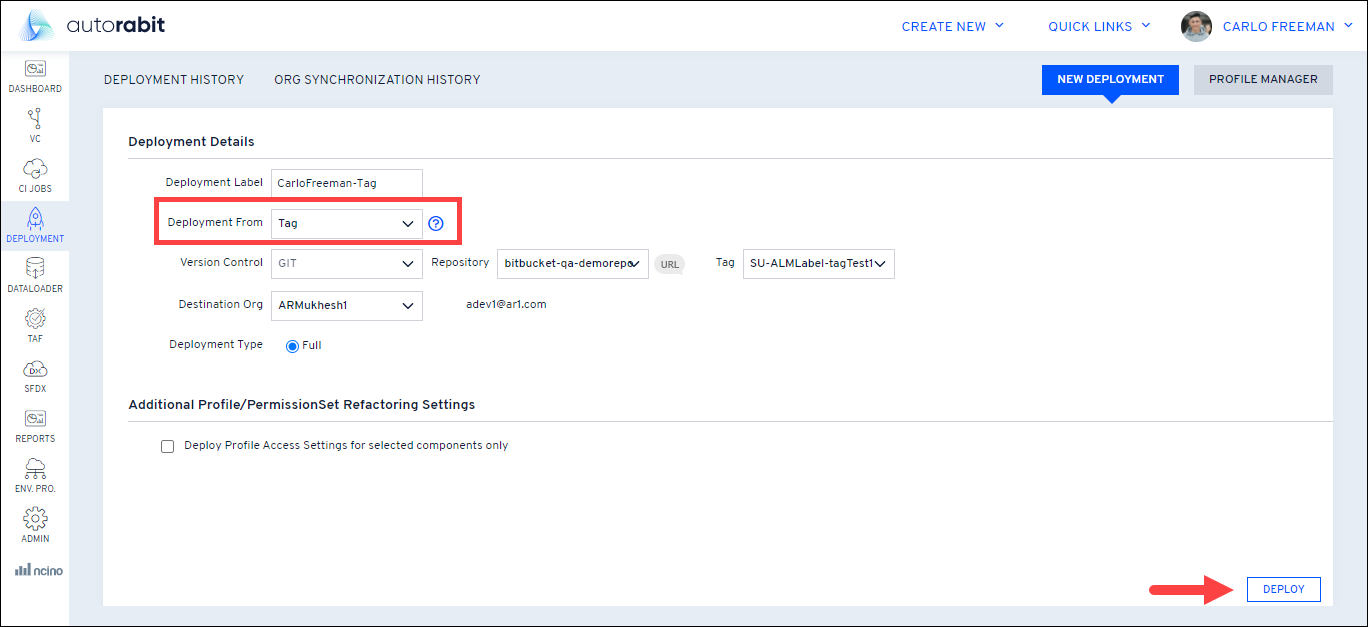 autorabit
CREATE NEW
QUICK LINKS
CARLO FREEMAN
DASHBOARD
VC
CI JOBS
DEPLOYMENT
DATALOADER
TAF
DX
SFDX
REPORTS
ENV. PRO.
ADMIN
ncino
DEPLOYMENT HISTORY
ORG SYNCHRONIZATION HISTORY
NEW DEPLOYMENT
PROFILE MANAGER
Deployment Details
Deployment Label CarloFreeman-Tag
Deployment From Tag ?
Version Control GIT Repository bitbucket-qa-demorepo URL Tag SU-ALMLabel-tagTest1
Destination Org ARMukhesh1 adev1@ar1.com
Deployment Type Full
Additional Profile/PermissionSet Refactoring Settings
Deploy Profile Access Settings for selected components only
DEPLOY